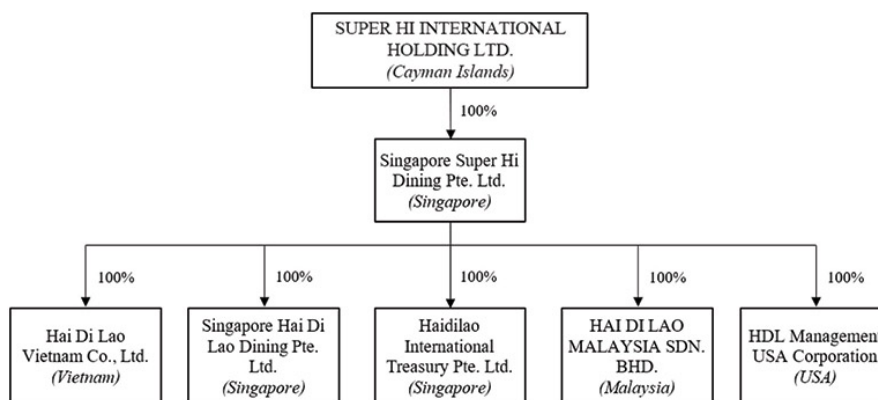 SUPER HI INTERNATIONAL
HOLDING LTD.
(Cayman Islands)
100%
Singapore Super Hi
Dining Pte. Ltd.
(Singapore)
100%
100%
100%
100%
100%
Hai Di Lao
Vietnam Co., Ltd.
(Vietnam)
Singapore Hai Di
Lao Dining Pte.
Ltd.
(Singapore)
Haidilao
International
Treasury Pte. Ltd.
(Singapore)
HAI DI LAO
MALAYSIA SDN.
BHD.
(Malaysia)
HDL Management
USA Corporation
(USA)